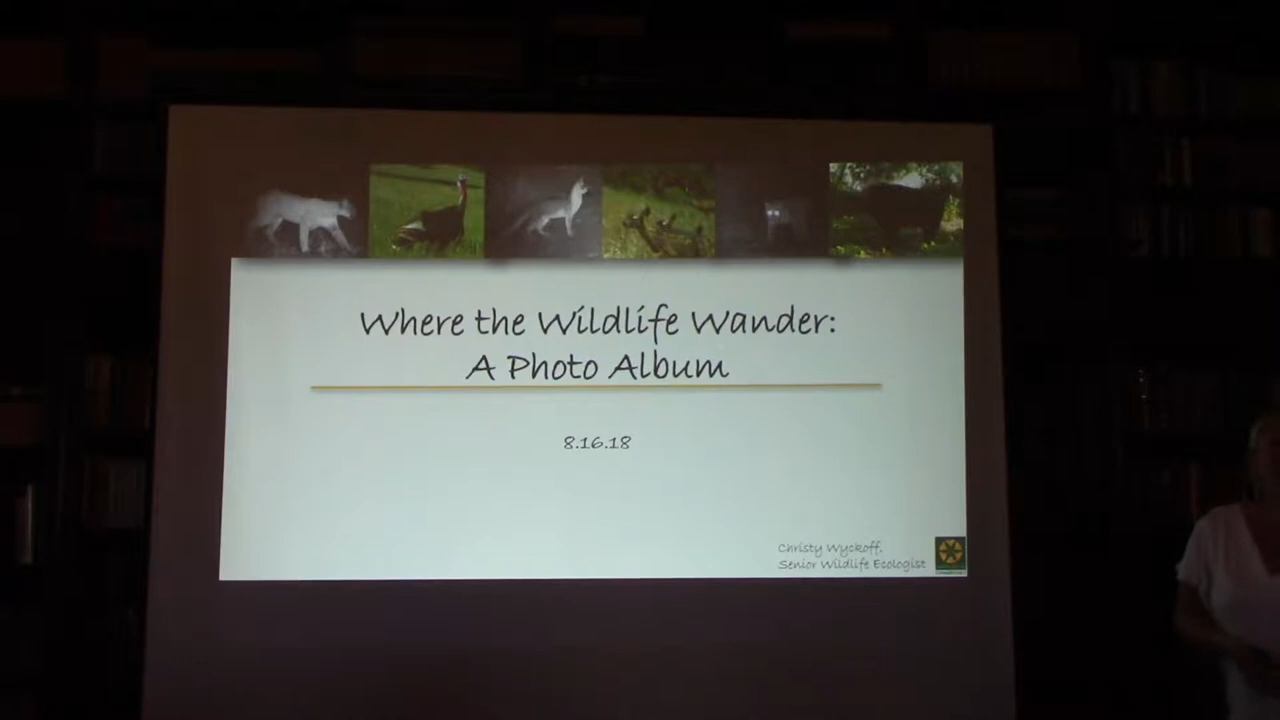 Where the Wildlife Wander:
A Photo Album
8.16.18
Christy Wyckoff,
Senior Wildlife Ecologist